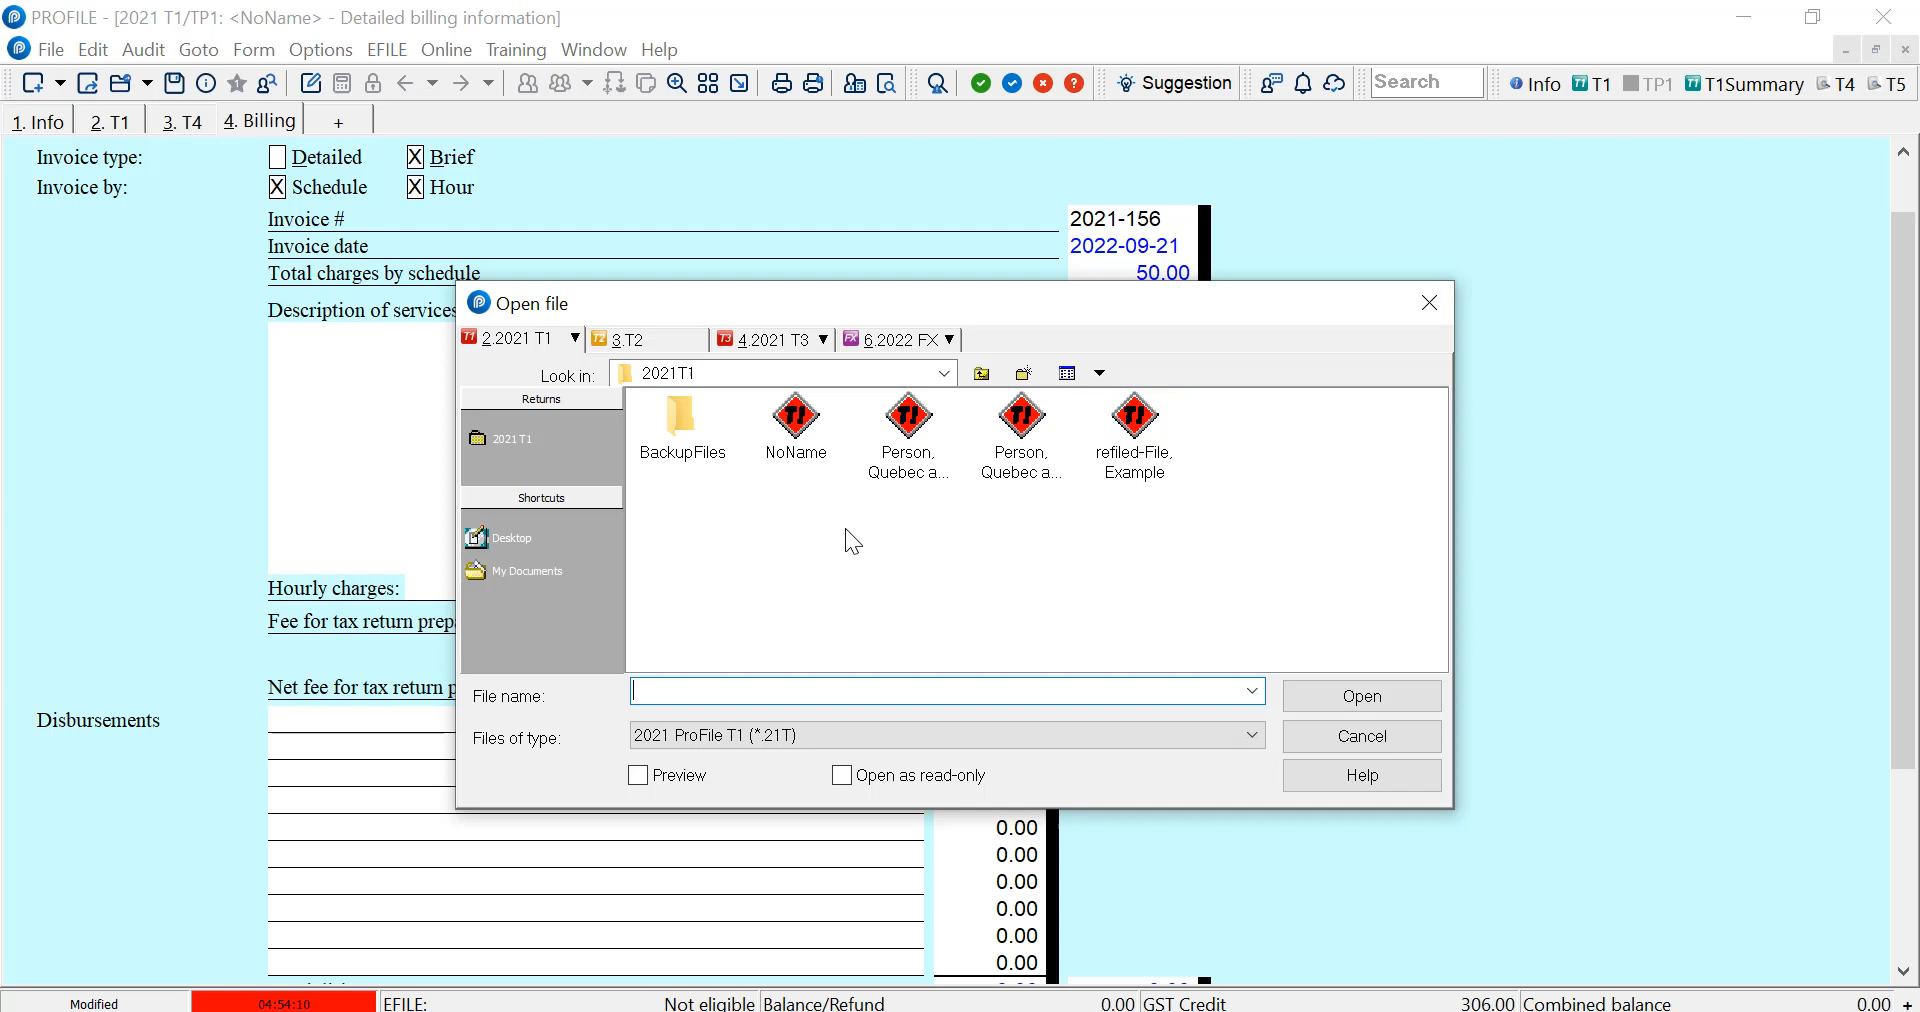 PROFILE - [2021 T1/TP1: <NoName> - Detailed billing information]
File Edit Audit Goto Form Options EFILE Online Training Window Help
Suggestion Search Info T1 TP1 T1Summary T4 T5
1. Info 2. T1 3. T4 4. Billing +
Invoice type: Detailed X Brief
Invoice by: X Schedule X Hour
Invoice # 2021-156
Invoice date 2022-09-21
Total charges by schedule 50.00
Description of services
Open file
2.2021 T1 3.T2 4.2021 T3 6.2022 FX
Look in: 2021T1
Returns
2021 T1
Shortcuts
Desktop
My Documents
BackupFiles NoName Person, Quebec a... Person, Quebec a... refiled-File, Example
File name: Open
Files of type: 2021 ProFile T1 (*.21T) Cancel
Preview Open as read-only Help
Hourly charges:
Fee for tax return prep
Net fee for tax return p
Disbursements
0.00
0.00
0.00
0.00
0.00
0.00
Modified 04:54:10 EFILE: Not eligible Balance/Refund 0.00 GST Credit 306.00 Combined balance 0.00 +